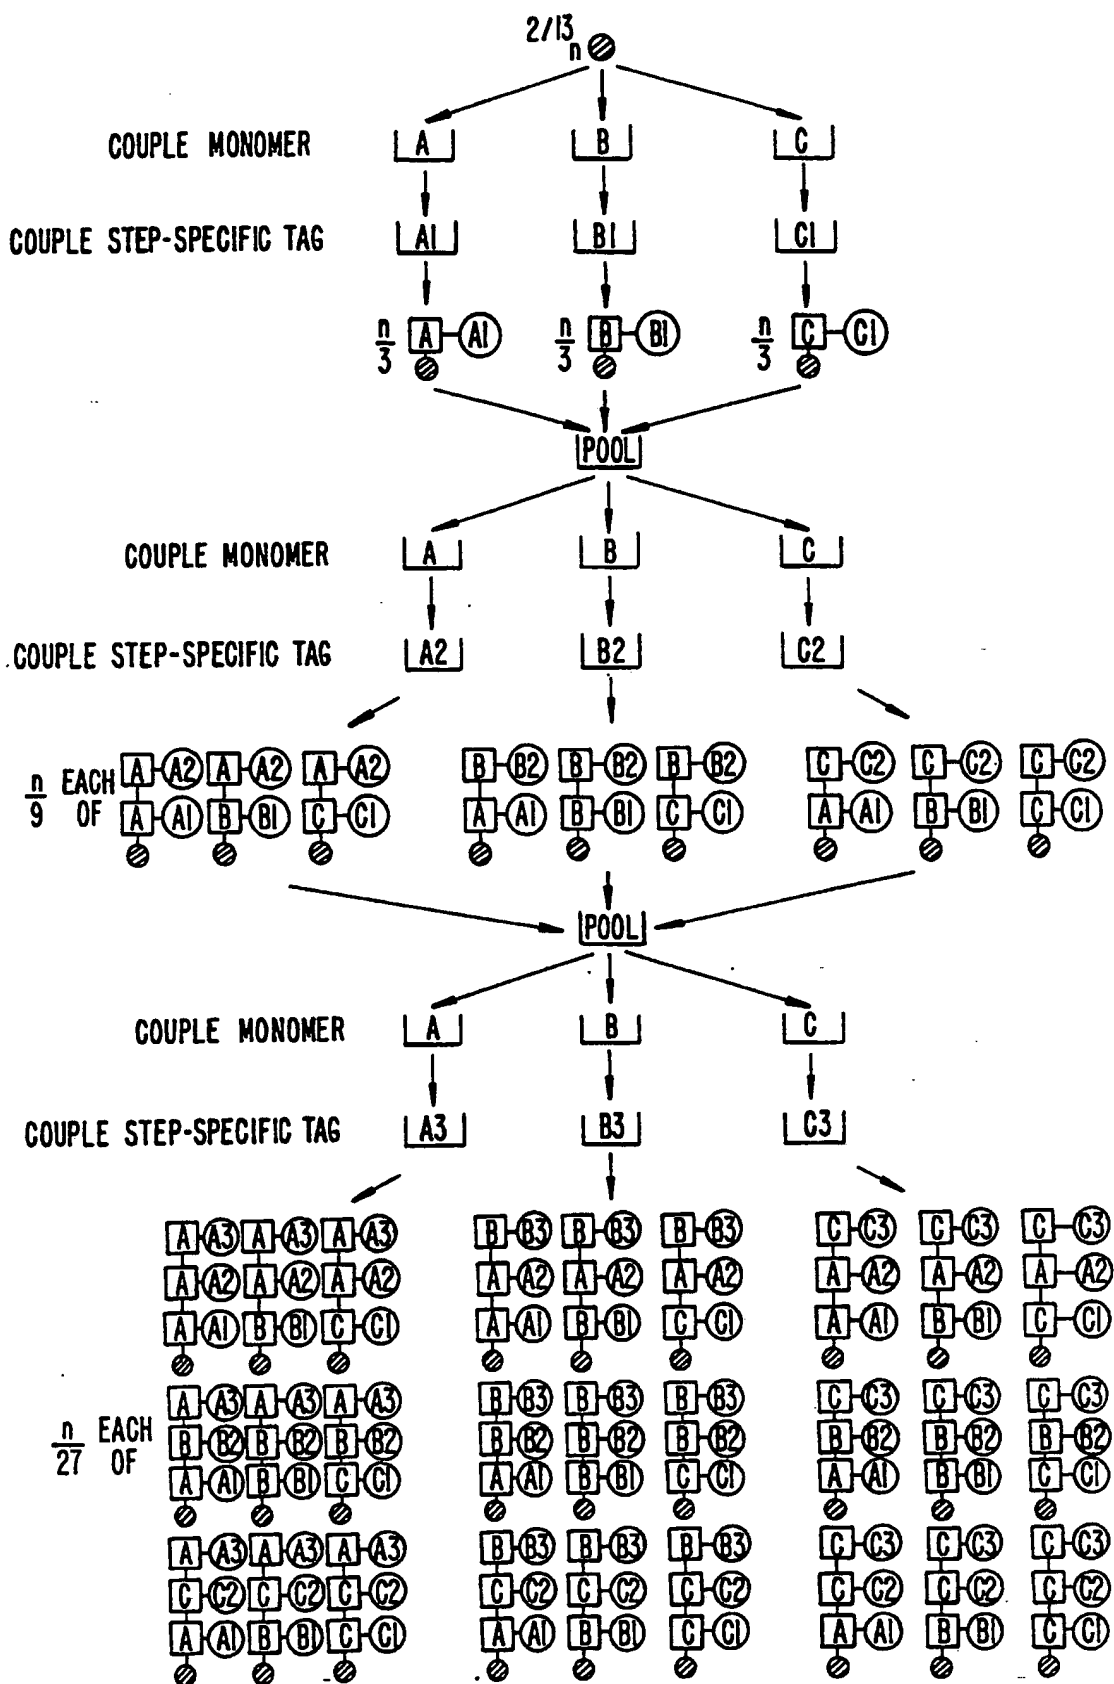 2/13
n
COUPLE MONOMER A B C
COUPLE STEP-SPECIFIC TAG A1 B1 C1
n/3 A A1 n/3 B B1 n/3 C C1
POOL
COUPLE MONOMER A B C
COUPLE STEP-SPECIFIC TAG A2 B2 C2
n/9 EACH OF
A A2 A A2 A A2 B B2 B B2 B B2 C C2 C C2 C C2
A A1 B B1 C C1 A A1 B B1 C C1 A A1 B B1 C C1
POOL
COUPLE MONOMER A B C
COUPLE STEP-SPECIFIC TAG A3 B3 C3
A A3 A A3 A A3 B B3 B B3 B B3 C C3 C C3 C C3
A A2 A A2 A A2 A A2 A A2 A A2 A A2 A A2 A A2
A A1 B B1 C C1 A A1 B B1 C C1 A A1 B B1 C C1
n/27 EACH OF
A A3 A A3 A A3 B B3 B B3 B B3 C C3 C C3 C C3
B B2 B B2 B B2 B B2 B B2 B B2 B B2 B B2 B B2
A A1 B B1 C C1 A A1 B B1 C C1 A A1 B B1 C C1
A A3 A A3 A A3 B B3 B B3 B B3 C C3 C C3 C C3
C C2 C C2 C C2 C C2 C C2 C C2 C C2 C C2 C C2
A A1 B B1 C C1 A A1 B B1 C C1 A A1 B B1 C C1